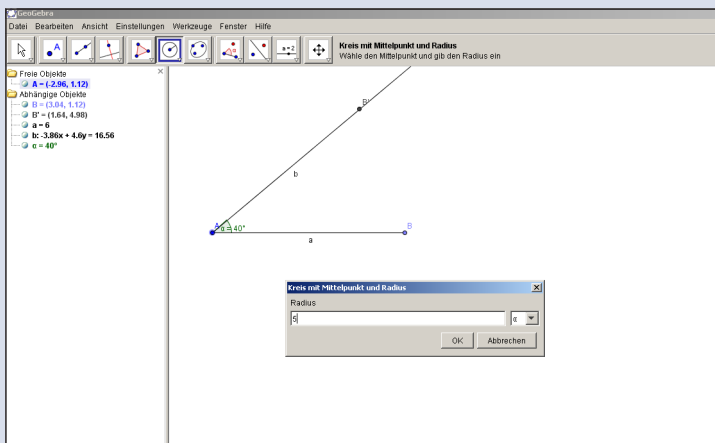 GeoGebra
Datei Bearbeiten Ansicht Einstellungen Werkzeuge Fenster Hilfe
A
a = 2
Kreis mit Mittelpunkt und Radius
Wähle den Mittelpunkt und gib den Radius ein
Freie Objekte
A = (-2.96, 1.12)
Abhängige Objekte
B = (3.04, 1.12)
B' = (1.64, 4.98)
a = 6
b: -3.86x + 4.6y = 16.56
α = 40°
B'
b
A
α = 40°
B
a
Kreis mit Mittelpunkt und Radius
Radius
5
α
OK Abbrechen